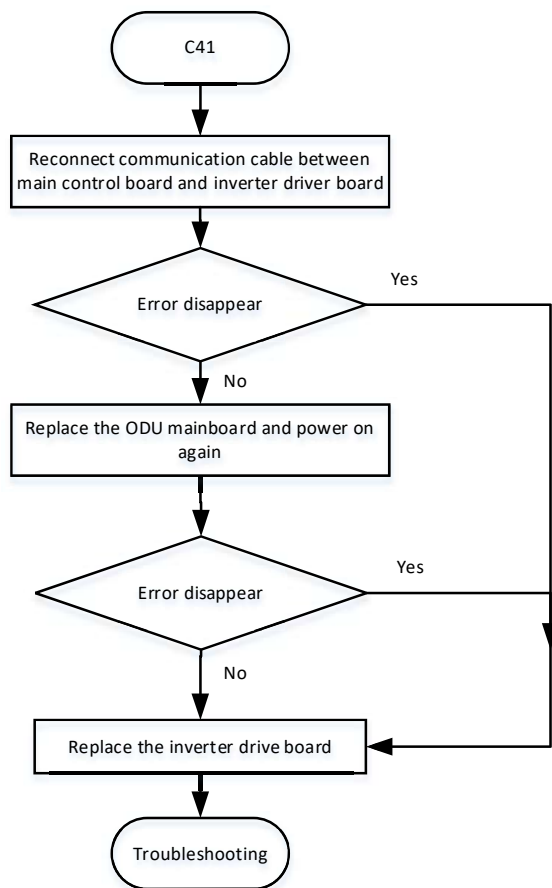 C41
Reconnect communication cable between
main control board and inverter driver board
Error disappear
Yes
No
Replace the ODU mainboard and power on
again
Error disappear
Yes
No
Replace the inverter drive board
Troubleshooting